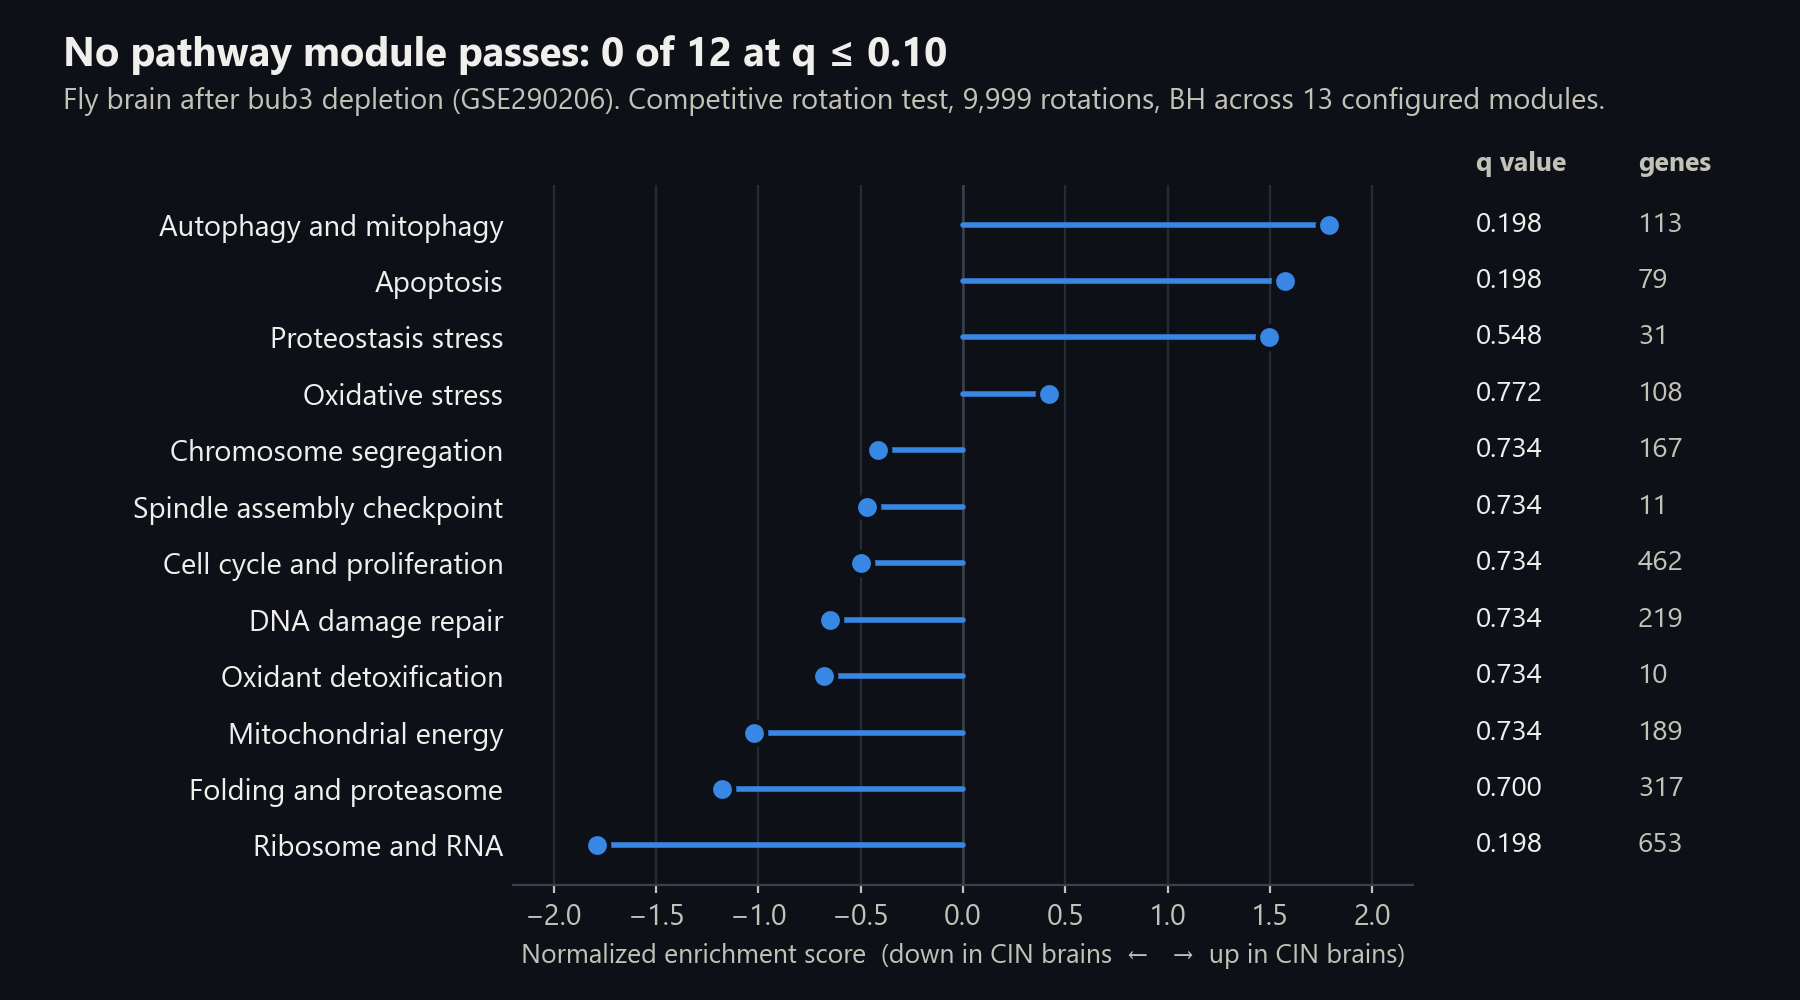 No pathway module passes: 0 of 12 at q ≤ 0.10
Fly brain after bub3 depletion (GSE290206). Competitive rotation test, 9,999 rotations, BH across 13 configured modules.
q value genes
Autophagy and mitophagy 0.198 113
Apoptosis 0.198 79
Proteostasis stress 0.548 31
Oxidative stress 0.772 108
Chromosome segregation 0.734 167
Spindle assembly checkpoint 0.734 11
Cell cycle and proliferation 0.734 462
DNA damage repair 0.734 219
Oxidant detoxification 0.734 10
Mitochondrial energy 0.734 189
Folding and proteasome 0.700 317
Ribosome and RNA 0.198 653
−2.0 −1.5 −1.0 −0.5 0.0 0.5 1.0 1.5 2.0
Normalized enrichment score (down in CIN brains ← → up in CIN brains)